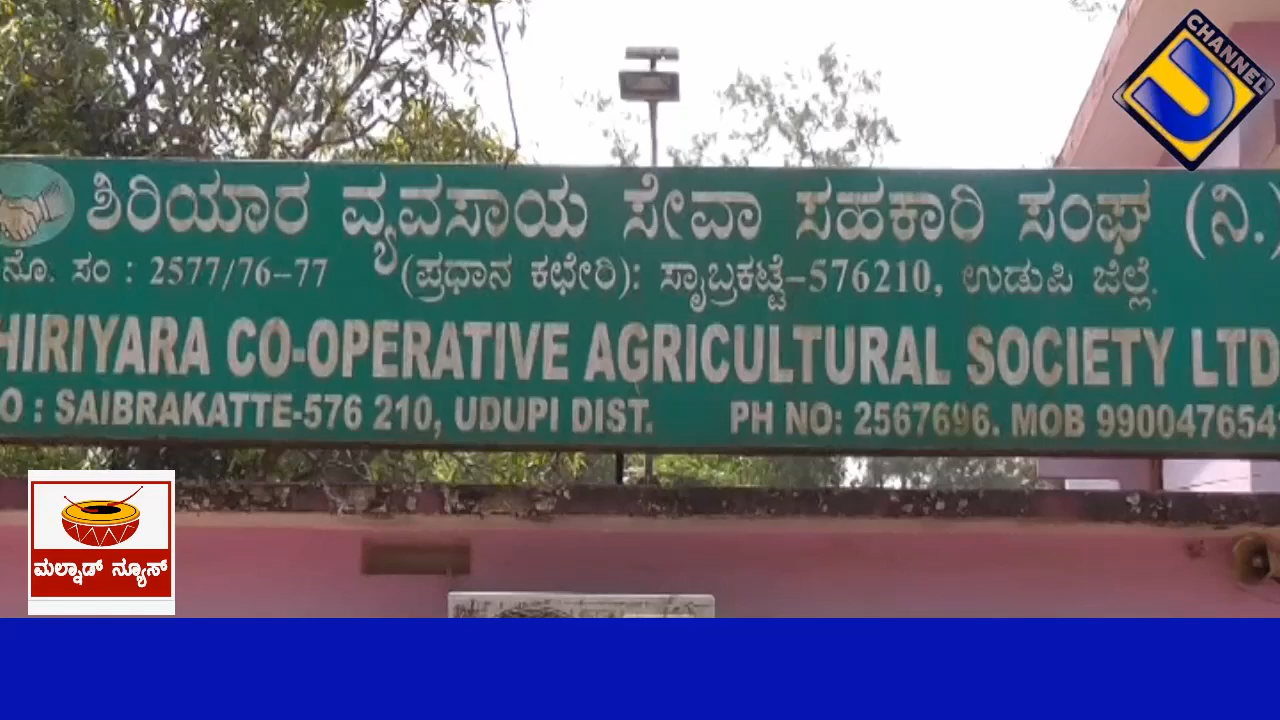 CHANNEL
U
ಶಿರಿಯಾರ ವ್ಯವಸಾಯ ಸೇವಾ ಸಹಕಾರಿ ಸಂಘ (ನಿ.)
ನೊ. ಸಂ : 2577/76-77 (ಪ್ರಧಾನ ಕಛೇರಿ): ಸ್ಯಾಬ್ರಕಟ್ಟೆ-576210, ಉಡುಪಿ ಜಿಲ್ಲೆ.
HIRIYARA CO-OPERATIVE AGRICULTURAL SOCIETY LTD
O : SAIBRAKATTE-576 210, UDUPI DIST. PH NO: 2567696. MOB 990047654
ಮಲ್ನಾಡ್ ನ್ಯೂಸ್